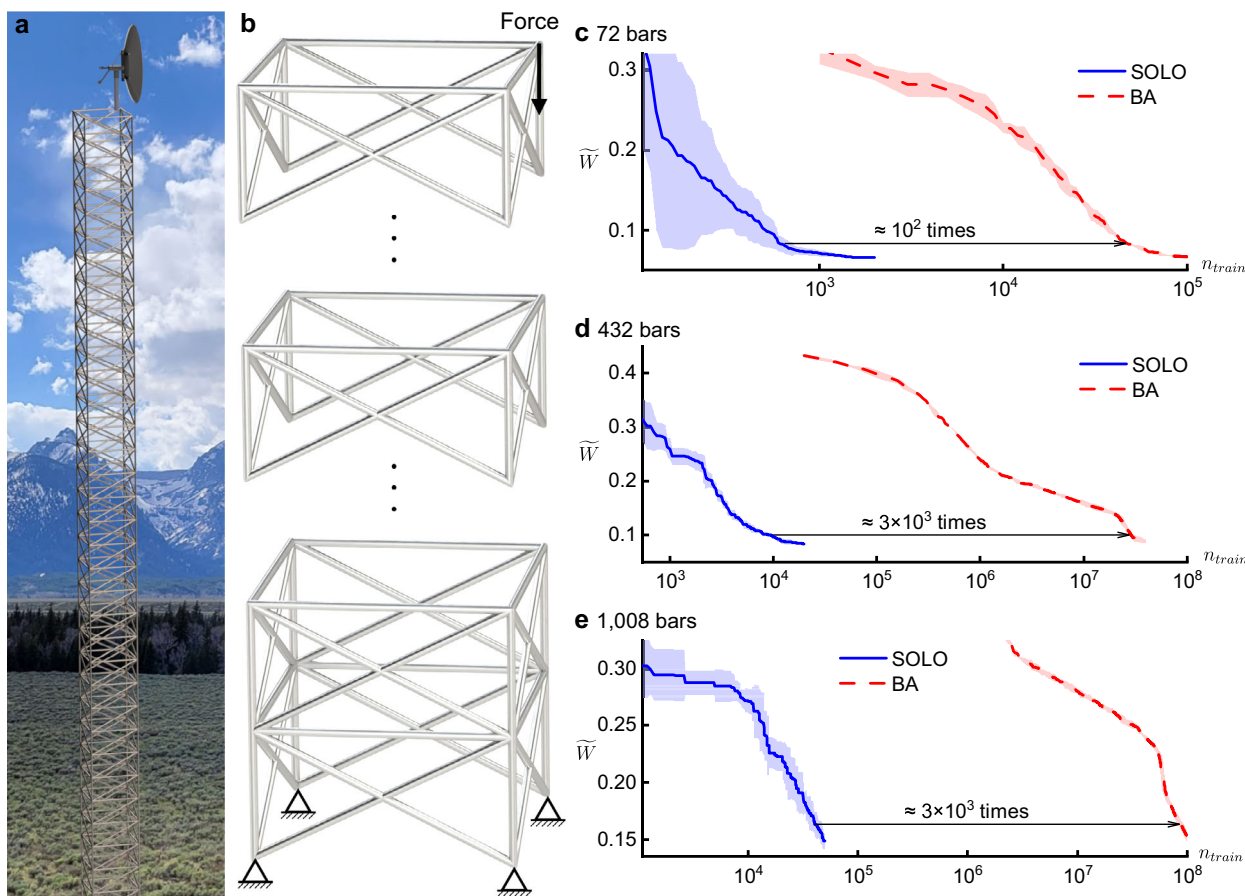 a
b
Force
c 72 bars
0.3
0.2
0.1
W̃
SOLO
BA
≈ 10² times
n_train
10³
10⁴
10⁵
d 432 bars
0.4
0.3
0.2
0.1
W̃
SOLO
BA
≈ 3×10³ times
n_train
10³
10⁴
10⁵
10⁶
10⁷
10⁸
e 1,008 bars
0.30
0.25
0.20
0.15
W̃
SOLO
BA
≈ 3×10³ times
n_train
10⁴
10⁵
10⁶
10⁷
10⁸